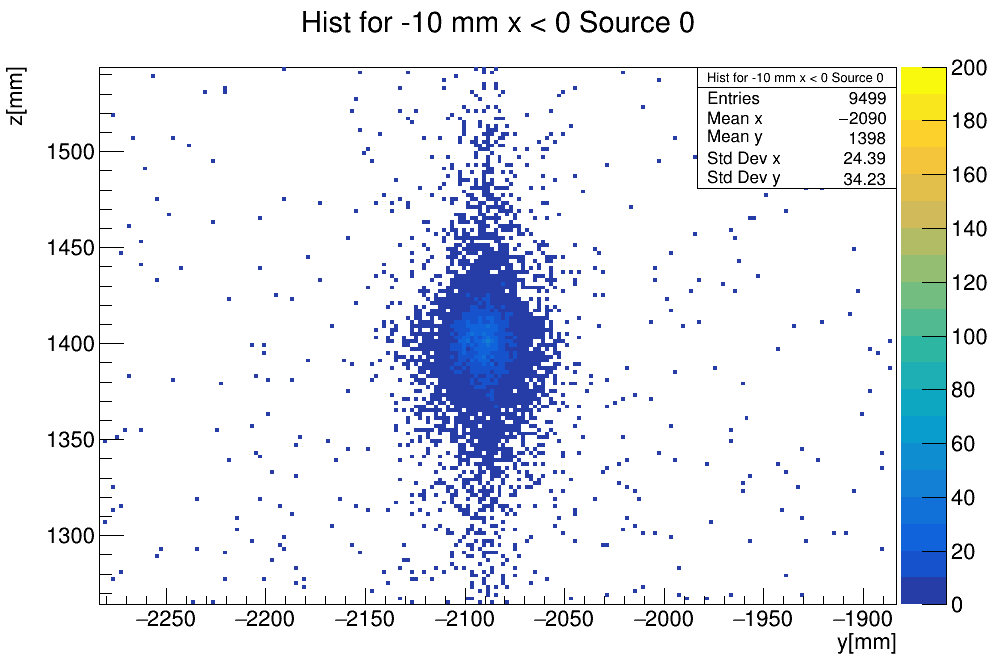 Hist for -10 mm x < 0 Source 0
z[mm]
Hist for -10 mm x < 0 Source 0
Entries 9499
Mean x −2090
Mean y 1398
Std Dev x 24.39
Std Dev y 34.23
1500
1450
1400
1350
1300
−2250 −2200 −2150 −2100 −2050 −2000 −1950 −1900
y[mm]
200
180
160
140
120
100
80
60
40
20
0